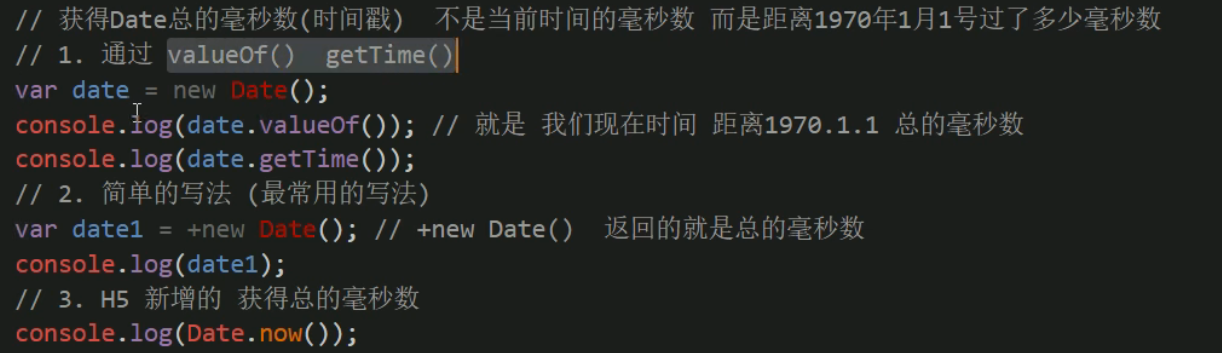 // 获得Date总的毫秒数(时间戳)  不是当前时间的毫秒数 而是距离1970年1月1号过了多少毫秒数
// 1. 通过 valueOf()  getTime()
var date = new Date();
console.log(date.valueOf()); // 就是 我们现在时间 距离1970.1.1 总的毫秒数
console.log(date.getTime());
// 2. 简单的写法 (最常用的写法)
var date1 = +new Date(); // +new Date()  返回的就是总的毫秒数
console.log(date1);
// 3. H5 新增的 获得总的毫秒数
console.log(Date.now());